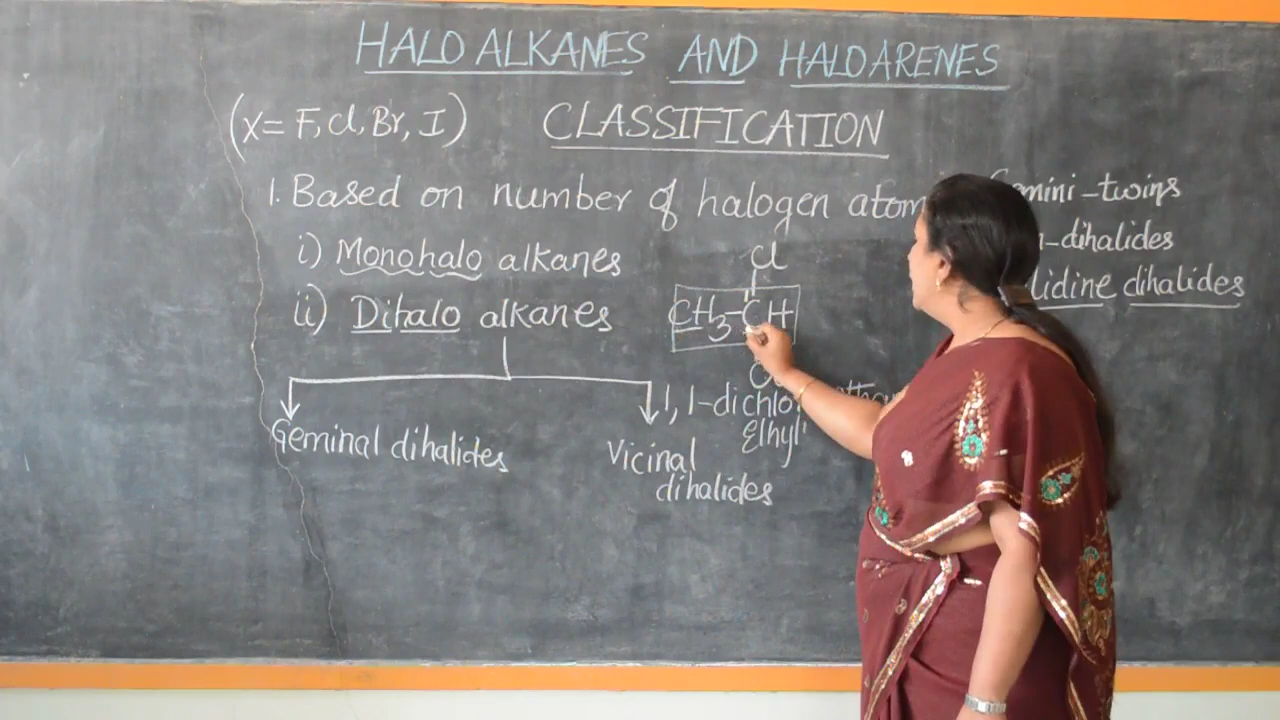 HALO ALKANES AND HALOARENES
(X= F, Cl, Br, I) CLASSIFICATION
1. Based on number of halogen atom
i) Monohalo alkanes
ii) Dihalo alkanes
Geminal dihalides
Vicinal
dihalides
Cl
CH3-CH
1,1-dichlo
-twins
-dihalides
dihalides